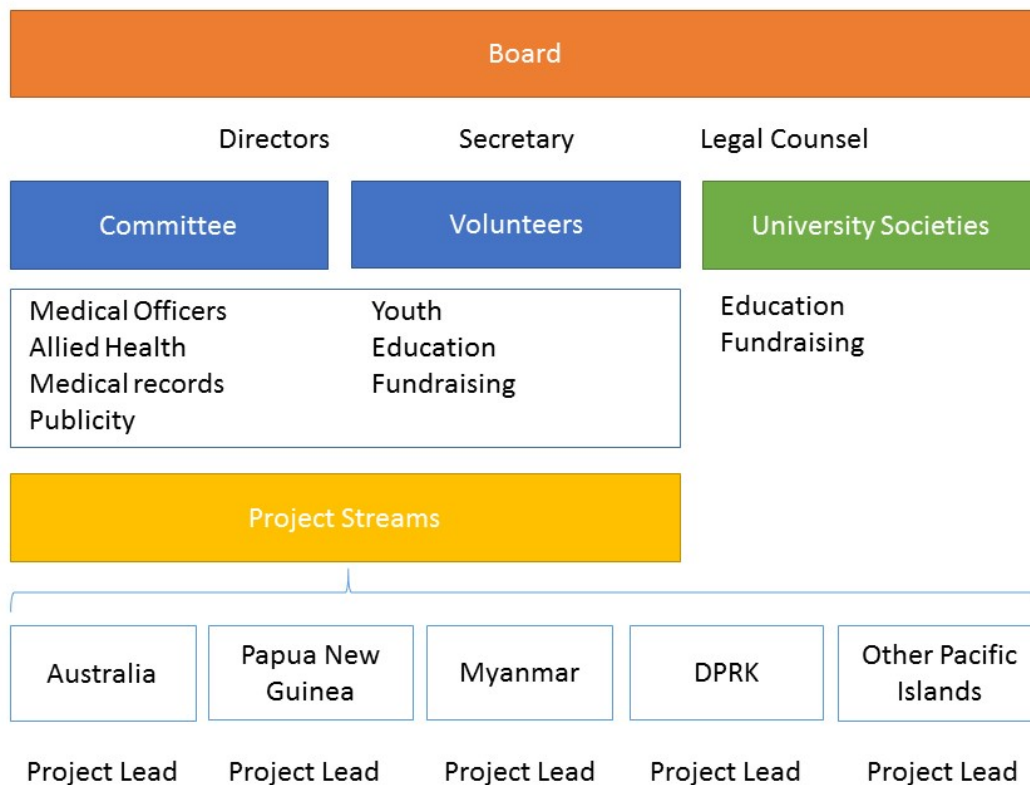 Board
Directors
Secretary
Legal Counsel
Committee
Volunteers
University Societies
Medical Officers
Allied Health
Medical records
Publicity
Youth
Education
Fundraising
Education
Fundraising
Project Streams
Australia
Papua New
Guinea
Myanmar
DPRK
Other Pacific
Islands
Project Lead
Project Lead
Project Lead
Project Lead
Project Lead